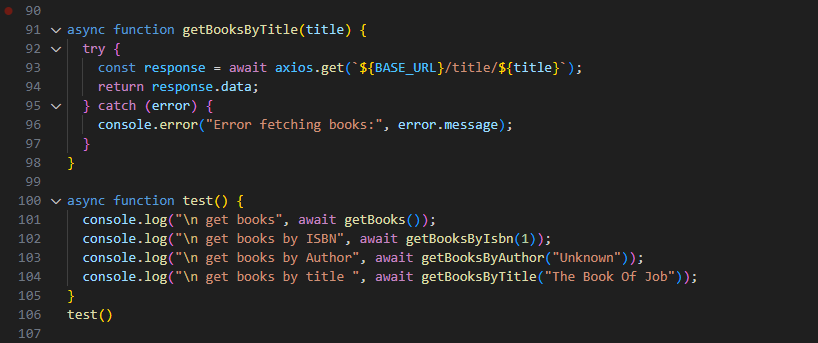 90
91 async function getBooksByTitle(title) {
92 try {
93 const response = await axios.get(`${BASE_URL}/title/${title}`);
94 return response.data;
95 } catch (error) {
96 console.error("Error fetching books:", error.message);
97 }
98 }
99
100 async function test() {
101 console.log("\n get books", await getBooks());
102 console.log("\n get books by ISBN", await getBooksByIsbn(1));
103 console.log("\n get books by Author", await getBooksByAuthor("Unknown"));
104 console.log("\n get books by title ", await getBooksByTitle("The Book Of Job"));
105 }
106 test()
107